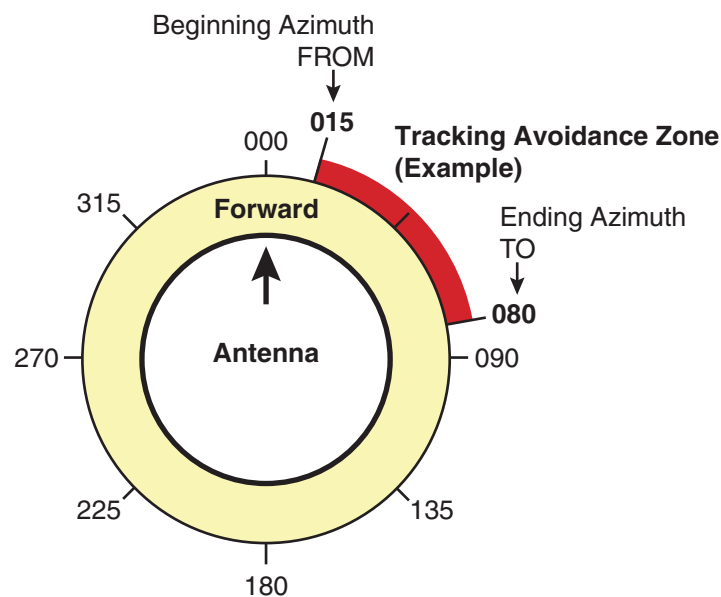 Beginning Azimuth
FROM
015
000
Tracking Avoidance Zone
(Example)
315
Forward
Ending Azimuth
TO
080
270
Antenna
090
225
135
180